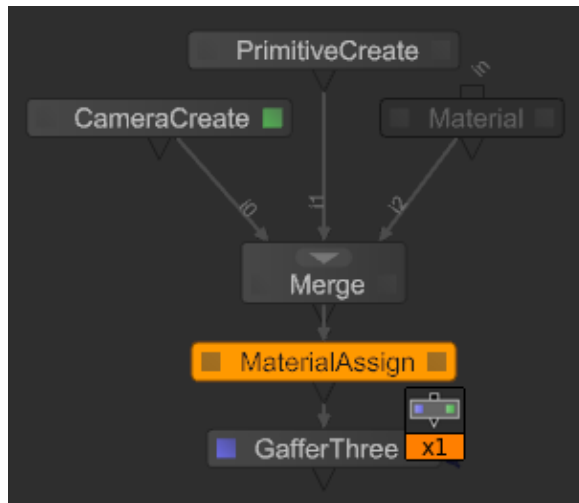 PrimitiveCreate
in
CameraCreate
Material
i0
i1
i2
Merge
MaterialAssign
GafferThree
x1